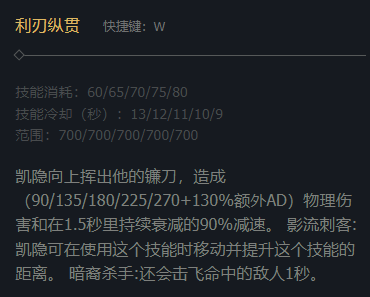 利刃纵贯 快捷键：W
技能消耗：60/65/70/75/80
技能冷却（秒）：13/12/11/10/9
范围：700/700/700/700/700
凯隐向上挥出他的镰刀，造成
（90/135/180/225/270+130%额外AD）物理伤
害和在1.5秒里持续衰减的90%减速。 影流刺客:
凯隐可在使用这个技能时移动并提升这个技能的
距离。 暗裔杀手:还会击飞命中的敌人1秒。